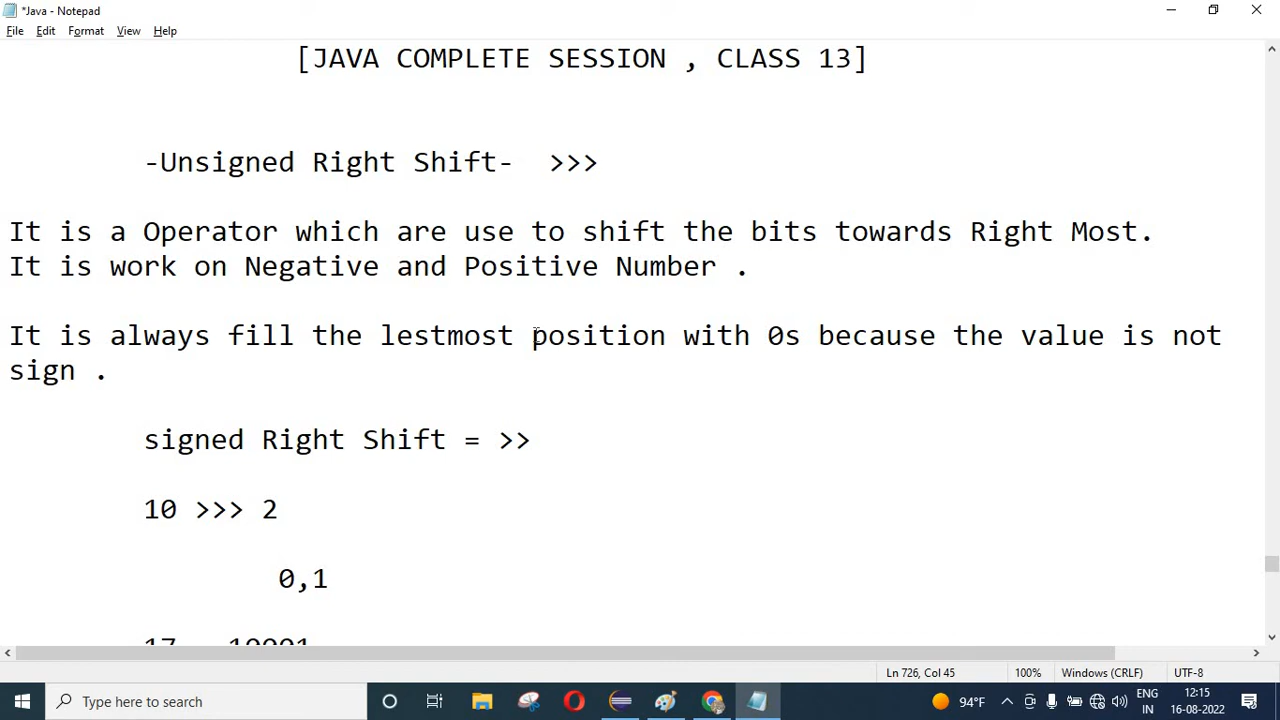 *Java - Notepad
File Edit Format View Help
[JAVA COMPLETE SESSION , CLASS 13]
-Unsigned Right Shift- >>>
It is a Operator which are use to shift the bits towards Right Most.
It is work on Negative and Positive Number .
It is always fill the lestmost position with 0s because the value is not
sign .
signed Right Shift = >>
10 >>> 2
0,1
17 10001
Ln 726, Col 45 100% Windows (CRLF) UTF-8
Type here to search
94°F
ENG
IN
12:15
16-08-2022